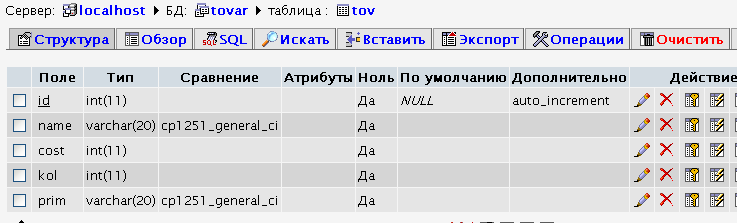 Сервер: localhost БД: tovar таблица : tov
Структура Обзор SQL Искать Вставить Экспорт Операции Очистить
Поле Тип Сравнение Атрибуты Ноль По умолчанию Дополнительно Действие
id int(11) Да NULL auto_increment
name varchar(20) cp1251_general_ci Да
cost int(11) Да
kol int(11) Да
prim varchar(20) cp1251_general_ci Да